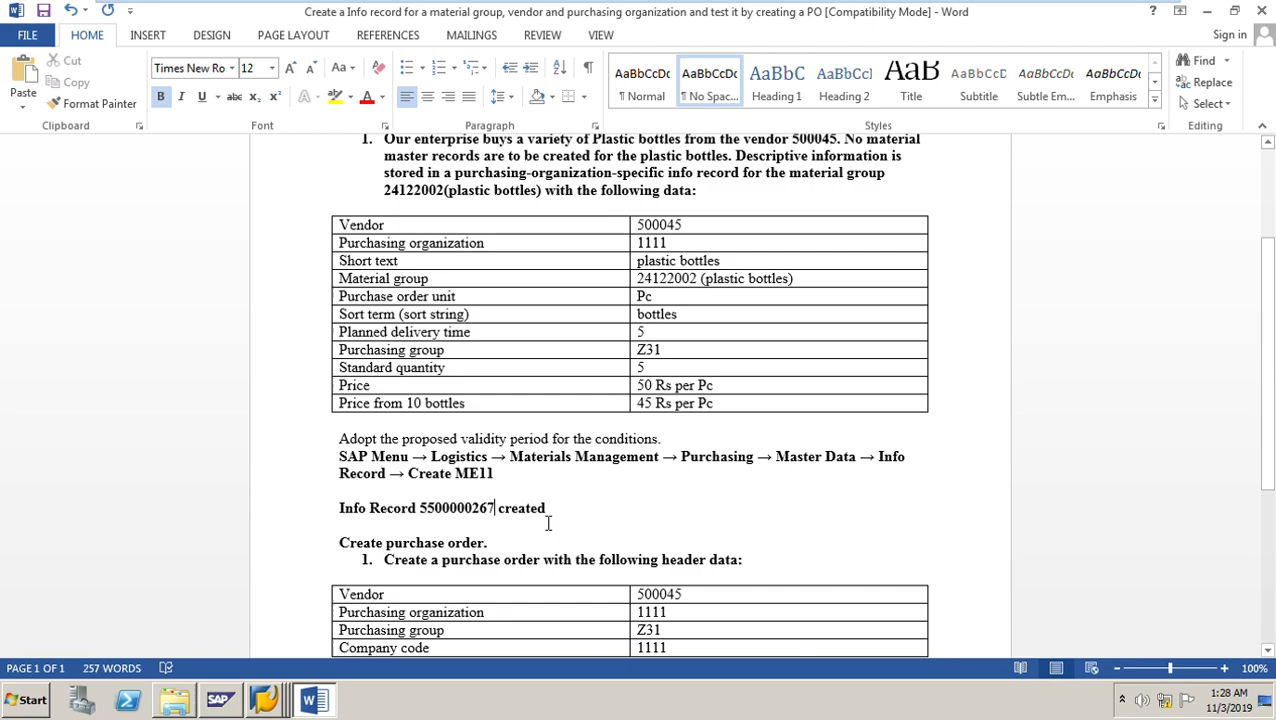 Create a Info record for a material group, vendor and purchasing organization and test it by creating a PO [Compatibility Mode] - Word
FILE HOME INSERT DESIGN PAGE LAYOUT REFERENCES MAILINGS REVIEW VIEW Sign in
Paste
Cut
Copy
Format Painter
Times New Ro 12 Aa
B I U abc x₂ x² A A
AaBbCcDc AaBbCcDc AaBbC AaBbCc AaB AaBbCcD AaBbCcDc AaBbCcDc
¶ Normal ¶ No Spac... Heading 1 Heading 2 Title Subtitle Subtle Em... Emphasis
Find
Replace
Select
Clipboard Font Paragraph Styles Editing
1. Our enterprise buys a variety of Plastic bottles from the vendor 500045. No material
master records are to be created for the plastic bottles. Descriptive information is
stored in a purchasing-organization-specific info record for the material group
24122002(plastic bottles) with the following data:
Vendor 500045
Purchasing organization 1111
Short text plastic bottles
Material group 24122002 (plastic bottles)
Purchase order unit Pc
Sort term (sort string) bottles
Planned delivery time 5
Purchasing group Z31
Standard quantity 5
Price 50 Rs per Pc
Price from 10 bottles 45 Rs per Pc
Adopt the proposed validity period for the conditions.
SAP Menu → Logistics → Materials Management → Purchasing → Master Data → Info
Record → Create ME11
Info Record 5500000267 created
Create purchase order.
1. Create a purchase order with the following header data:
Vendor 500045
Purchasing organization 1111
Purchasing group Z31
Company code 1111
PAGE 1 OF 1 257 WORDS 100%
Start SAP 1:28 AM
11/3/2019